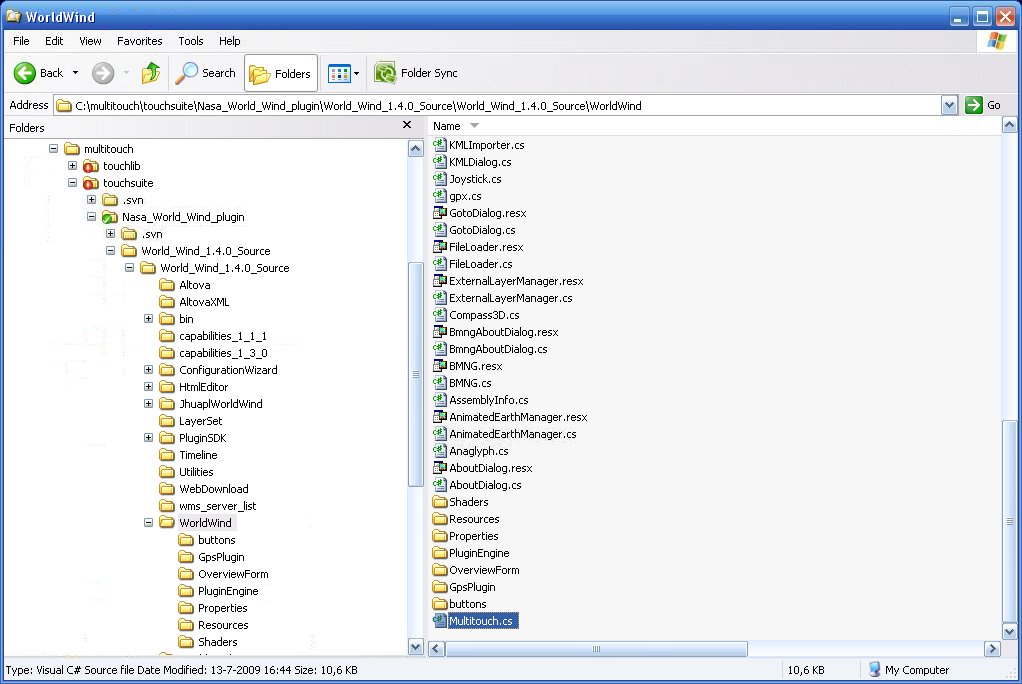 WorldWind
File Edit View Favorites Tools Help
Back Search Folders Folder Sync
Address C:\multitouch\touchsuite\Nasa_World_Wind_plugin\World_Wind_1.4.0_Source\World_Wind_1.4.0_Source\WorldWind Go
Folders
multitouch
touchlib
touchsuite
.svn
Nasa_World_Wind_plugin
.svn
World_Wind_1.4.0_Source
World_Wind_1.4.0_Source
Altova
AltovaXML
bin
capabilities_1_1_1
capabilities_1_3_0
ConfigurationWizard
HtmlEditor
JhuaplWorldWind
LayerSet
PluginSDK
Timeline
Utilities
WebDownload
wms_server_list
WorldWind
buttons
GpsPlugin
OverviewForm
PluginEngine
Properties
Resources
Shaders
Name
KMLImporter.cs
KMLDialog.cs
Joystick.cs
gpx.cs
GotoDialog.resx
GotoDialog.cs
FileLoader.resx
FileLoader.cs
ExternalLayerManager.resx
ExternalLayerManager.cs
Compass3D.cs
BmngAboutDialog.resx
BmngAboutDialog.cs
BMNG.resx
BMNG.cs
AssemblyInfo.cs
AnimatedEarthManager.resx
AnimatedEarthManager.cs
Anaglyph.cs
AboutDialog.resx
AboutDialog.cs
Shaders
Resources
Properties
PluginEngine
OverviewForm
GpsPlugin
buttons
Multitouch.cs
Type: Visual C# Source file Date Modified: 13-7-2009 16:44 Size: 10,6 KB 10,6 KB My Computer